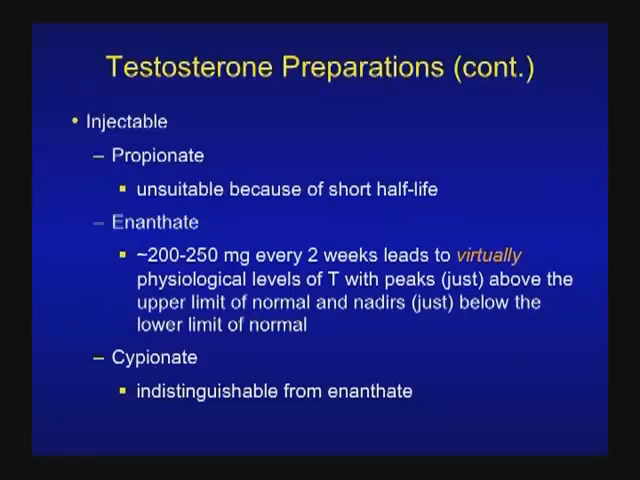 Testosterone Preparations (cont.)
• Injectable
– Propionate
▪ unsuitable because of short half-life
– Enanthate
▪ ~200-250 mg every 2 weeks leads to virtually
physiological levels of T with peaks (just) above the
upper limit of normal and nadirs (just) below the
lower limit of normal
– Cypionate
▪ indistinguishable from enanthate